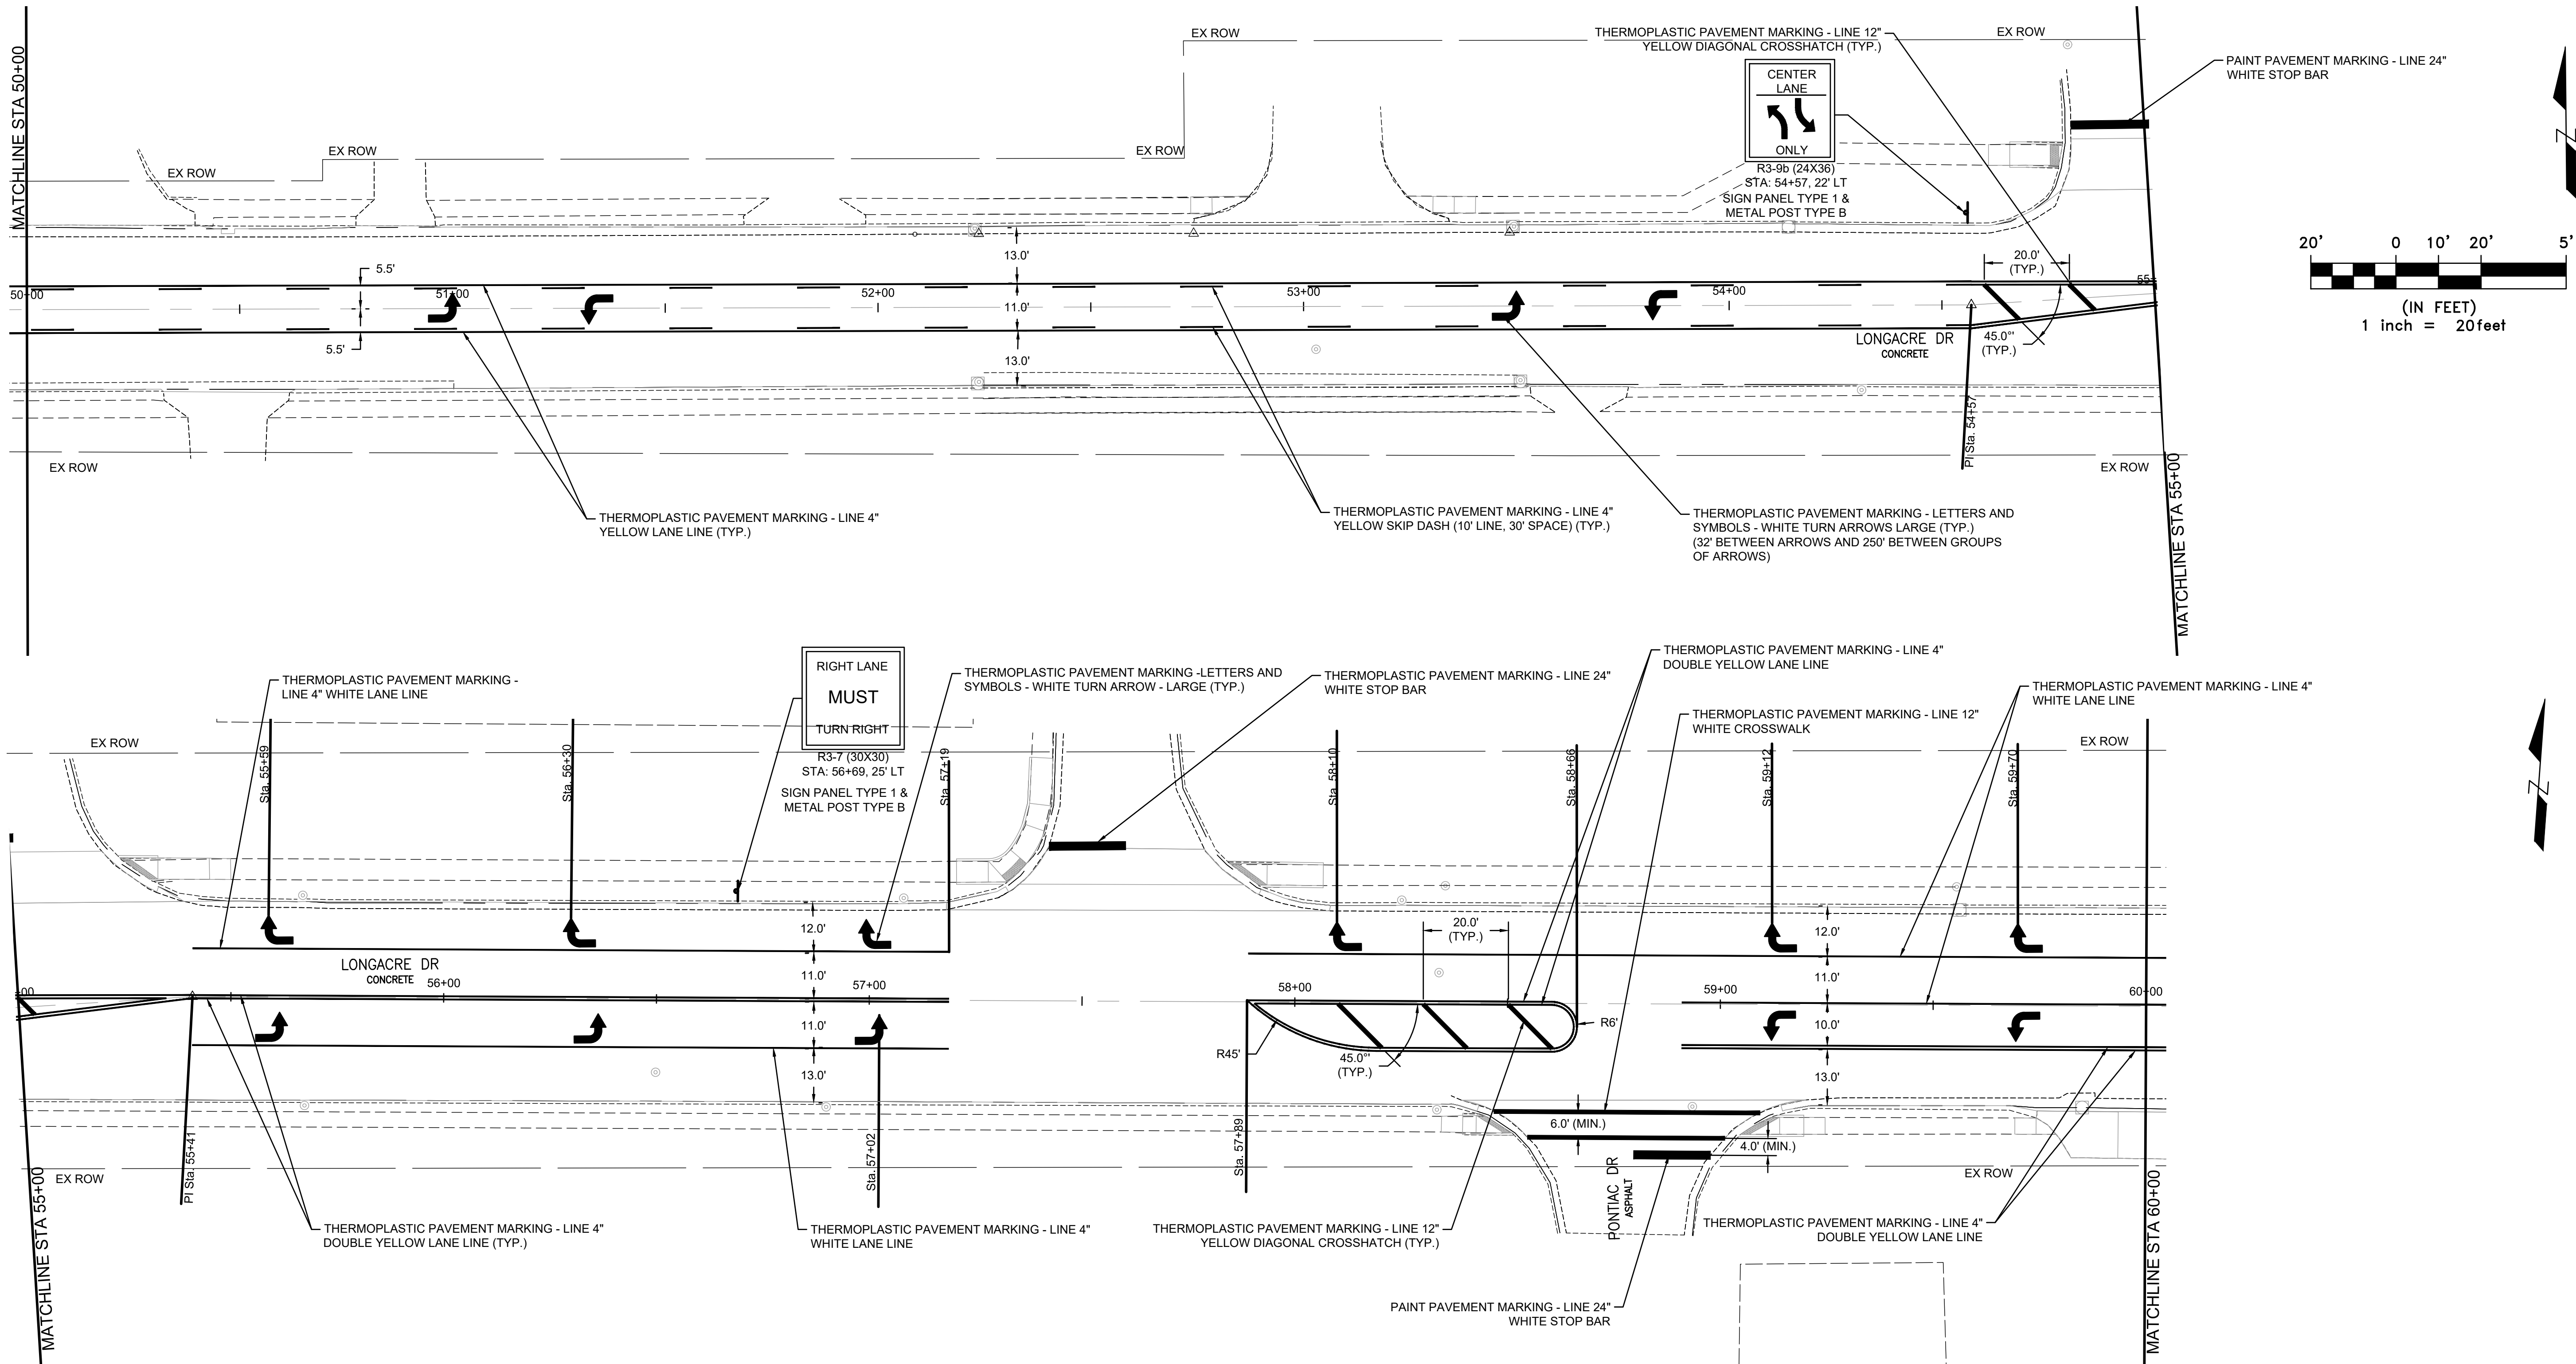 MATCHLINE STA 50+00
EX ROW
EX ROW
EX ROW
EX ROW
THERMOPLASTIC PAVEMENT MARKING - LINE 12"
YELLOW DIAGONAL CROSSHATCH (TYP.)
EX ROW
CENTER
LANE
ONLY
R3-9b (24X36)
STA: 54+57, 22' LT
SIGN PANEL TYPE 1 &
METAL POST TYPE B
PAINT PAVEMENT MARKING - LINE 24"
WHITE STOP BAR
20' 0 10' 20' 5'
(IN FEET)
1 inch = 20feet
Z
13.0'
20.0'
(TYP.)
5.5'
50+00
51+00
52+00
11.0'
53+00
54+00
55+
5.5'
13.0'
LONGACRE DR
CONCRETE
45.0°'
(TYP.)
PI Sta. 54+57
EX ROW
EX ROW
MATCHLINE STA 55+00
THERMOPLASTIC PAVEMENT MARKING - LINE 4"
YELLOW LANE LINE (TYP.)
THERMOPLASTIC PAVEMENT MARKING - LINE 4"
YELLOW SKIP DASH (10' LINE, 30' SPACE) (TYP.)
THERMOPLASTIC PAVEMENT MARKING - LETTERS AND
SYMBOLS - WHITE TURN ARROWS LARGE (TYP.)
(32' BETWEEN ARROWS AND 250' BETWEEN GROUPS
OF ARROWS)
THERMOPLASTIC PAVEMENT MARKING -
LINE 4" WHITE LANE LINE
RIGHT LANE
MUST
TURN RIGHT
R3-7 (30X30)
STA: 56+69, 25' LT
SIGN PANEL TYPE 1 &
METAL POST TYPE B
THERMOPLASTIC PAVEMENT MARKING -LETTERS AND
SYMBOLS - WHITE TURN ARROW - LARGE (TYP.)
THERMOPLASTIC PAVEMENT MARKING - LINE 24"
WHITE STOP BAR
THERMOPLASTIC PAVEMENT MARKING - LINE 4"
DOUBLE YELLOW LANE LINE
THERMOPLASTIC PAVEMENT MARKING - LINE 12"
WHITE CROSSWALK
THERMOPLASTIC PAVEMENT MARKING - LINE 4"
WHITE LANE LINE
EX ROW
EX ROW
Sta. 55+59
Sta. 56+30
Sta. 57+19
Sta. 58+10
Sta. 58+66
Sta. 59+12
Sta. 59+70
Z
12.0'
20.0'
(TYP.)
12.0'
LONGACRE DR
CONCRETE
11.0'
11.0'
+00
56+00
57+00
58+00
59+00
60+00
11.0'
R6'
10.0'
R45'
45.0°'
(TYP.)
13.0'
13.0'
6.0' (MIN.)
4.0' (MIN.)
PI Sta. 55+41
Sta. 57+02
Sta. 57+89
PONTIAC DR
ASPHALT
EX ROW
EX ROW
MATCHLINE STA 55+00
MATCHLINE STA 60+00
THERMOPLASTIC PAVEMENT MARKING - LINE 4"
DOUBLE YELLOW LANE LINE (TYP.)
THERMOPLASTIC PAVEMENT MARKING - LINE 4"
WHITE LANE LINE
THERMOPLASTIC PAVEMENT MARKING - LINE 12"
YELLOW DIAGONAL CROSSHATCH (TYP.)
THERMOPLASTIC PAVEMENT MARKING - LINE 4"
DOUBLE YELLOW LANE LINE
PAINT PAVEMENT MARKING - LINE 24"
WHITE STOP BAR